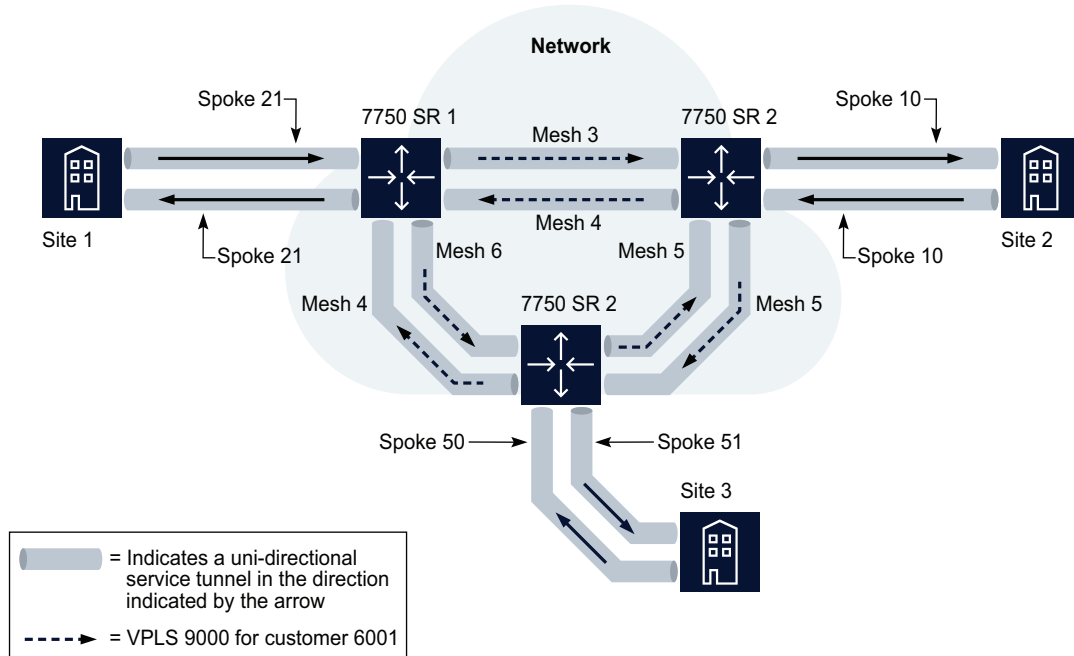 Network
Spoke 21
7750 SR 1
7750 SR 2
Spoke 10
Mesh 3
Mesh 4
Site 1
Spoke 21
Mesh 6
Mesh 5
Spoke 10
Site 2
Mesh 4
7750 SR 2
Mesh 5
Spoke 50
Spoke 51
Site 3
= Indicates a uni-directional
service tunnel in the direction
indicated by the arrow
= VPLS 9000 for customer 6001